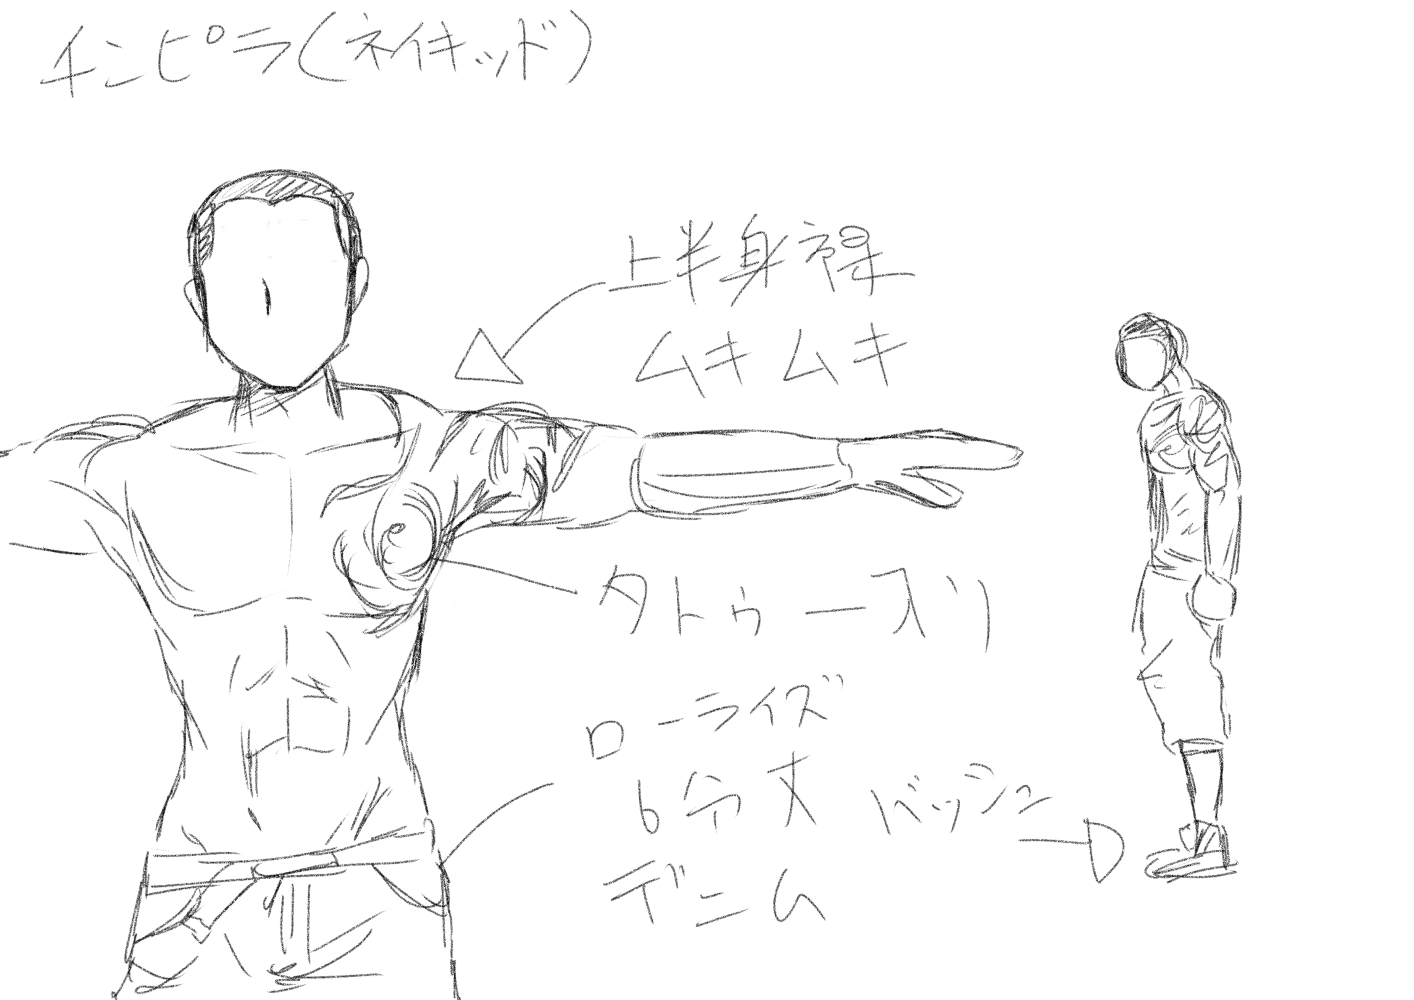 チンピラ(ネイキッド)
上半身裸
ムキムキ
タトゥー入り
ローライズ
6分丈
デニム
ベッシュ